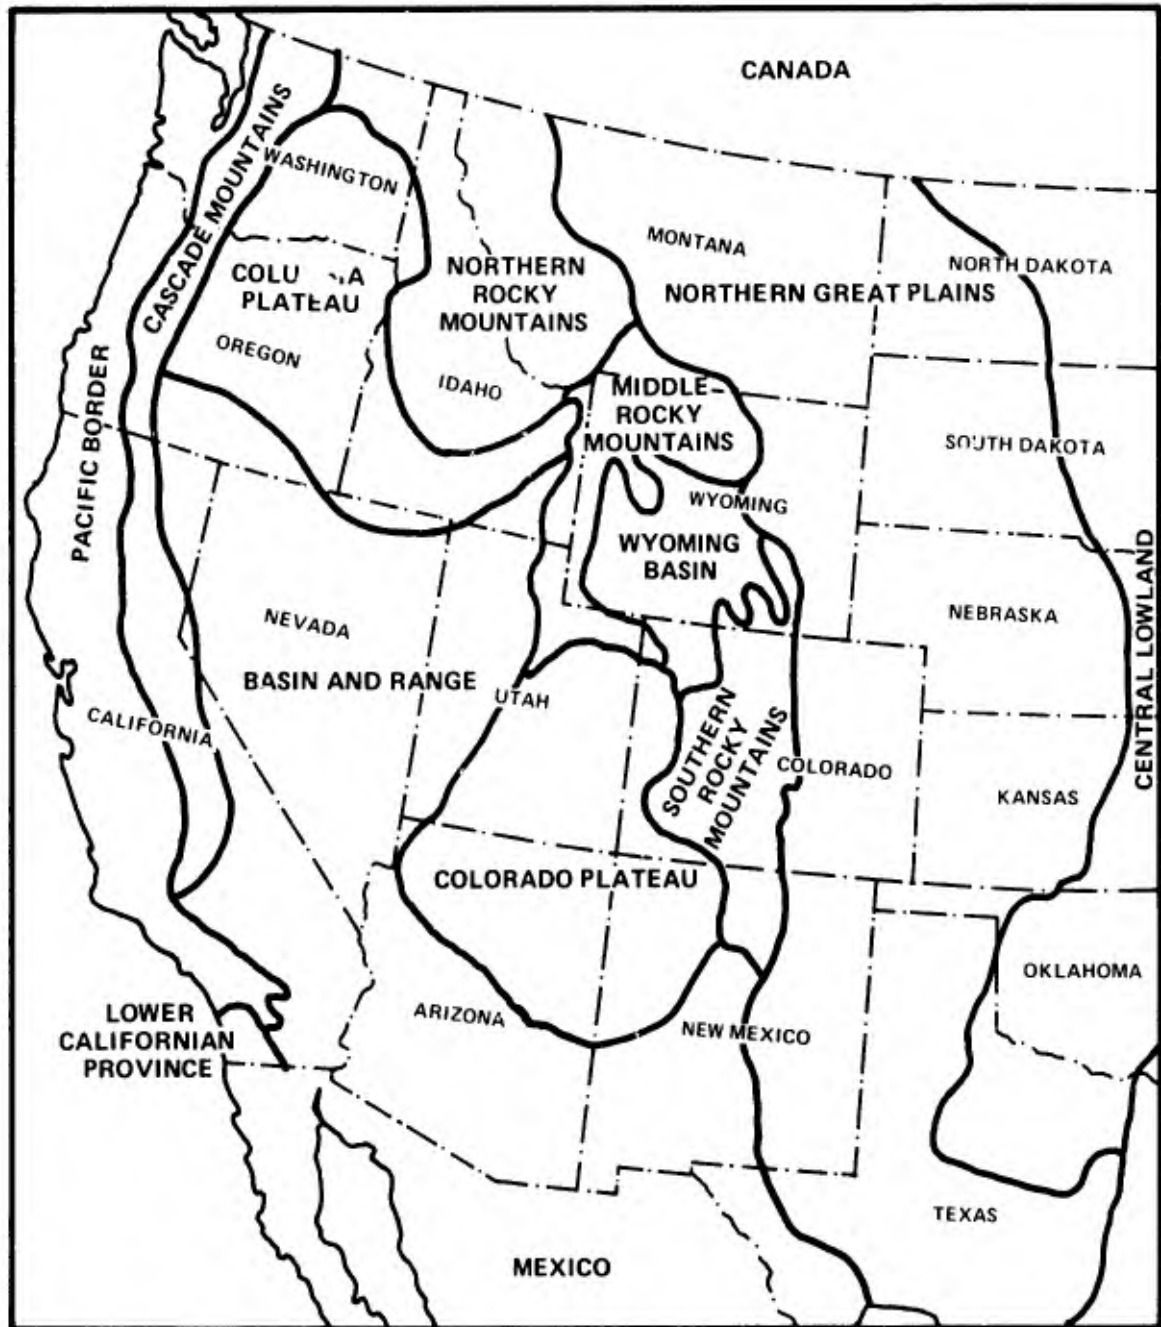 CANADA
CASCADE MOUNTAINS
WASHINGTON
MONTANA
NORTH DAKOTA
COLU   A
PLATEAU
NORTHERN
ROCKY
MOUNTAINS
NORTHERN GREAT PLAINS
OREGON
IDAHO
MIDDLE
ROCKY
MOUNTAINS
SOUTH DAKOTA
PACIFIC BORDER
WYOMING
WYOMING
BASIN
NEBRASKA
CENTRAL LOWLAND
NEVADA
BASIN AND RANGE
UTAH
CALIFORNIA
SOUTHERN
ROCKY
MOUNTAINS
COLORADO
KANSAS
COLORADO PLATEAU
OKLAHOMA
LOWER
CALIFORNIAN
PROVINCE
ARIZONA
NEW MEXICO
TEXAS
MEXICO